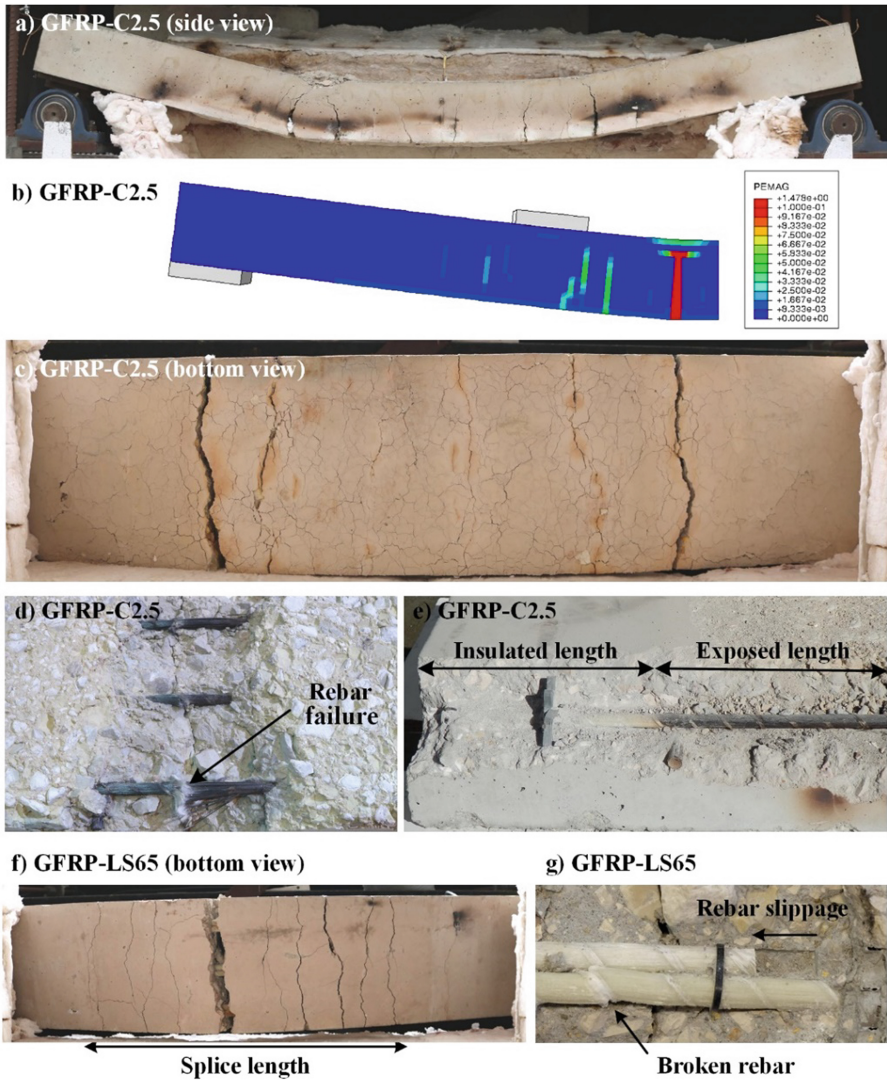 a) GFRP-C2.5 (side view)
b) GFRP-C2.5
PEMAG
+1.478e+00
+1.000e-01
+9.167e-02
+8.333e-02
+7.500e-02
+6.667e-02
+5.833e-02
+5.000e-02
+4.167e-02
+3.333e-02
+2.500e-02
+1.667e-02
+8.333e-03
+0.000e+00
c) GFRP-C2.5 (bottom view)
d) GFRP-C2.5
Rebar
failure
e) GFRP-C2.5
Insulated length
Exposed length
f) GFRP-LS65 (bottom view)
Splice length
g) GFRP-LS65
Rebar slippage
Broken rebar